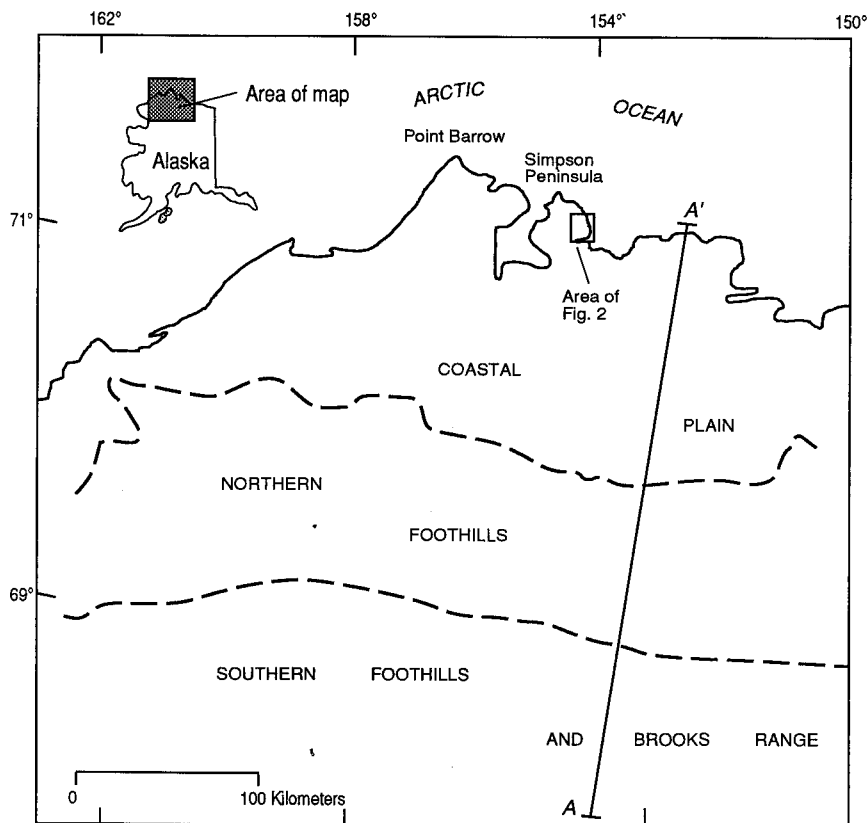 162°
158°
154°
150°
Area of map
Alaska
ARCTIC
OCEAN
Point Barrow
Simpson
Peninsula
71°
A'
Area of
Fig. 2
COASTAL
PLAIN
NORTHERN
FOOTHILLS
69°
SOUTHERN FOOTHILLS
AND BROOKS RANGE
0 100 Kilometers
A